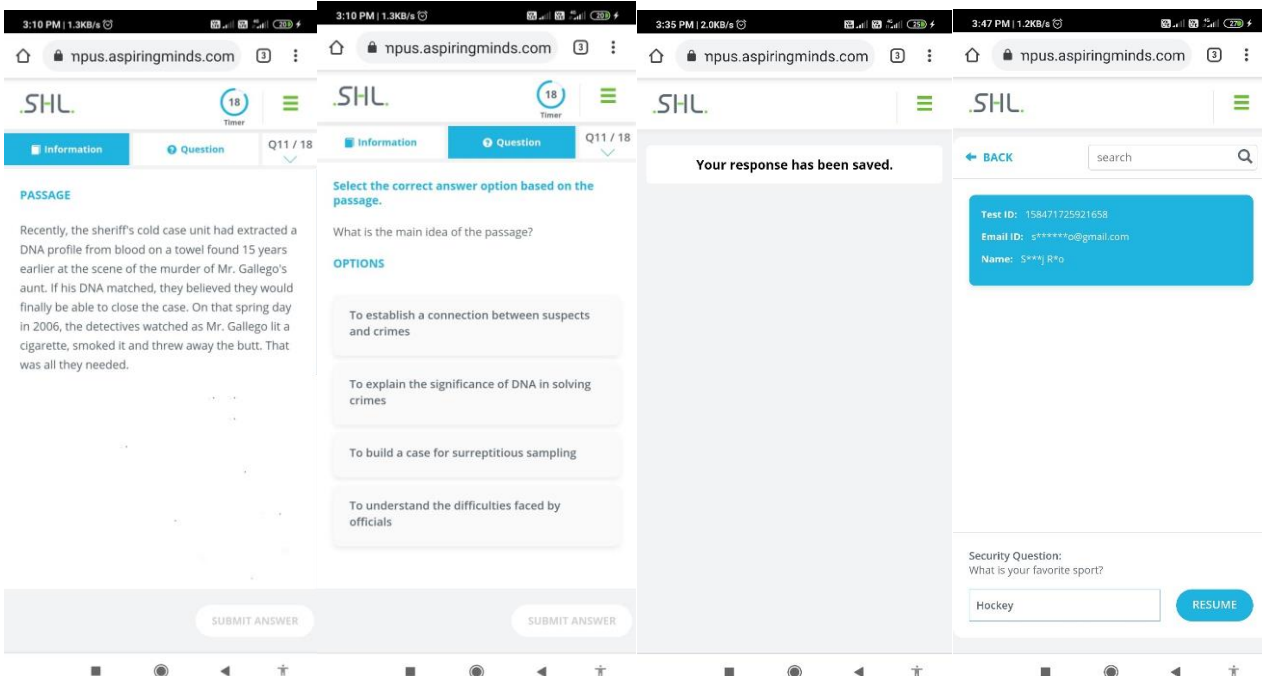 3:10 PM | 1.3KB/s
20
npus.aspiringminds.com
3
.SHL.
18
Timer
Information
Question
Q11 / 18
PASSAGE
Recently, the sheriff's cold case unit had extracted a
DNA profile from blood on a towel found 15 years
earlier at the scene of the murder of Mr. Gallego's
aunt. If his DNA matched, they believed they would
finally be able to close the case. On that spring day
in 2006, the detectives watched as Mr. Gallego lit a
cigarette, smoked it and threw away the butt. That
was all they needed.
SUBMIT ANSWER
3:10 PM | 1.3KB/s
20
npus.aspiringminds.com
3
.SHL.
18
Timer
Information
Question
Q11 / 18
Select the correct answer option based on the
passage.
What is the main idea of the passage?
OPTIONS
To establish a connection between suspects
and crimes
To explain the significance of DNA in solving
crimes
To build a case for surreptitious sampling
To understand the difficulties faced by
officials
SUBMIT ANSWER
3:35 PM | 2.0KB/s
25
npus.aspiringminds.com
3
.SHL.
Your response has been saved.
3:47 PM | 1.2KB/s
27
npus.aspiringminds.com
3
.SHL.
BACK
search
Test ID: 158471725921658
Email ID: s******o@gmail.com
Name: S***j R*o
Security Question:
What is your favorite sport?
Hockey
RESUME